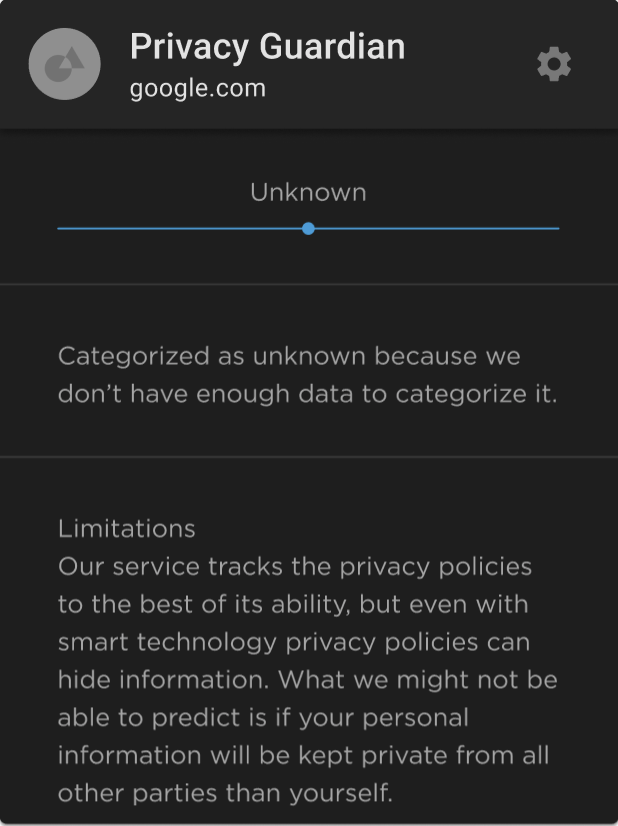 Privacy Guardian
google.com
Unknown
Categorized as unknown because we
don’t have enough data to categorize it.
Limitations
Our service tracks the privacy policies
to the best of its ability, but even with
smart technology privacy policies can
hide information. What we might not be
able to predict is if your personal
information will be kept private from all
other parties than yourself.